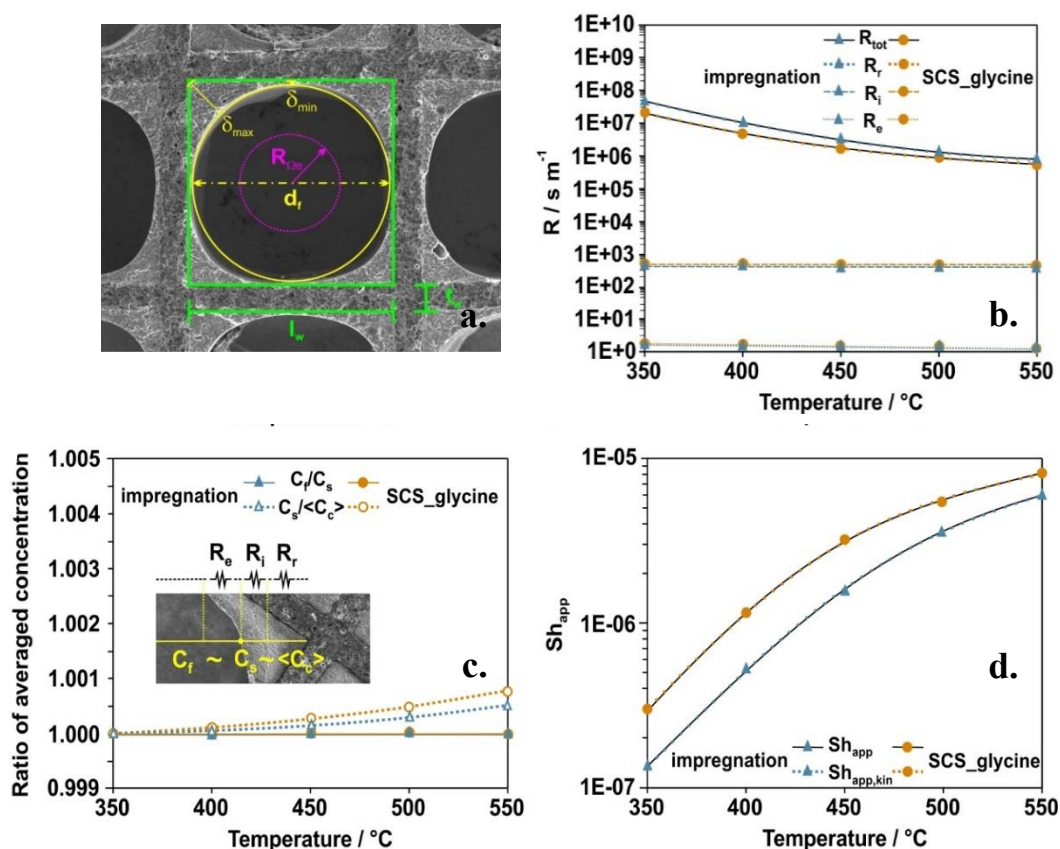 δmin
δmax
RΩe
df
tw
lw
a.
R / s m⁻¹
1E+10
1E+09
1E+08
1E+07
1E+06
1E+05
1E+04
1E+03
1E+02
1E+01
1E+0
Rtot
Rr
Ri
Re
impregnation
SCS_glycine
b.
350 400 450 500 550
Temperature / °C
Ratio of averaged concentration
1.005
1.004
1.003
1.002
1.001
1.000
0.999
Cf/Cs
Cs/<Cc>
impregnation
SCS_glycine
Re Ri Rr
Cf ~ Cs ~ <Cc>
c.
350 400 450 500 550
Temperature / °C
Shapp
1E-05
1E-06
1E-07
d.
impregnation
Shapp
Shapp,kin
SCS_glycine
350 400 450 500 550
Temperature / °C